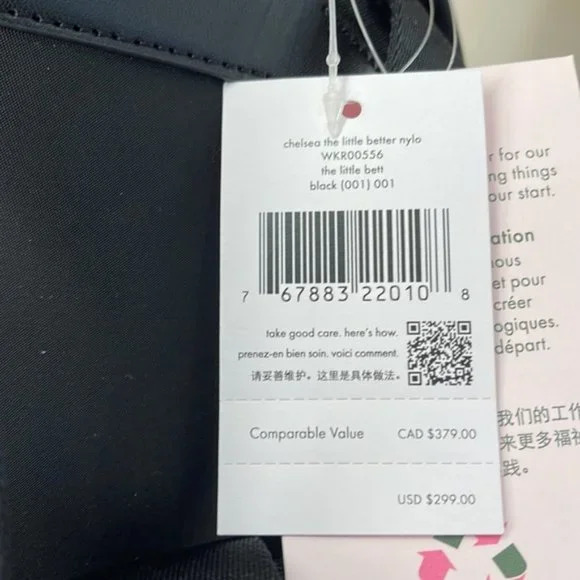 chelsea the little better nylo
WKR00556
the little bett
black (001) 001
7 67883 22010 8
take good care. here's how.
prenez-en bien soin. voici comment.
请妥善维护。这里是具体做法。
Comparable Value CAD $379.00
USD $299.00
r for our
ng things
our start.
ation
nous
et pour
créer
ogiques.
départ.
我们的工作
来更多福祉
践。